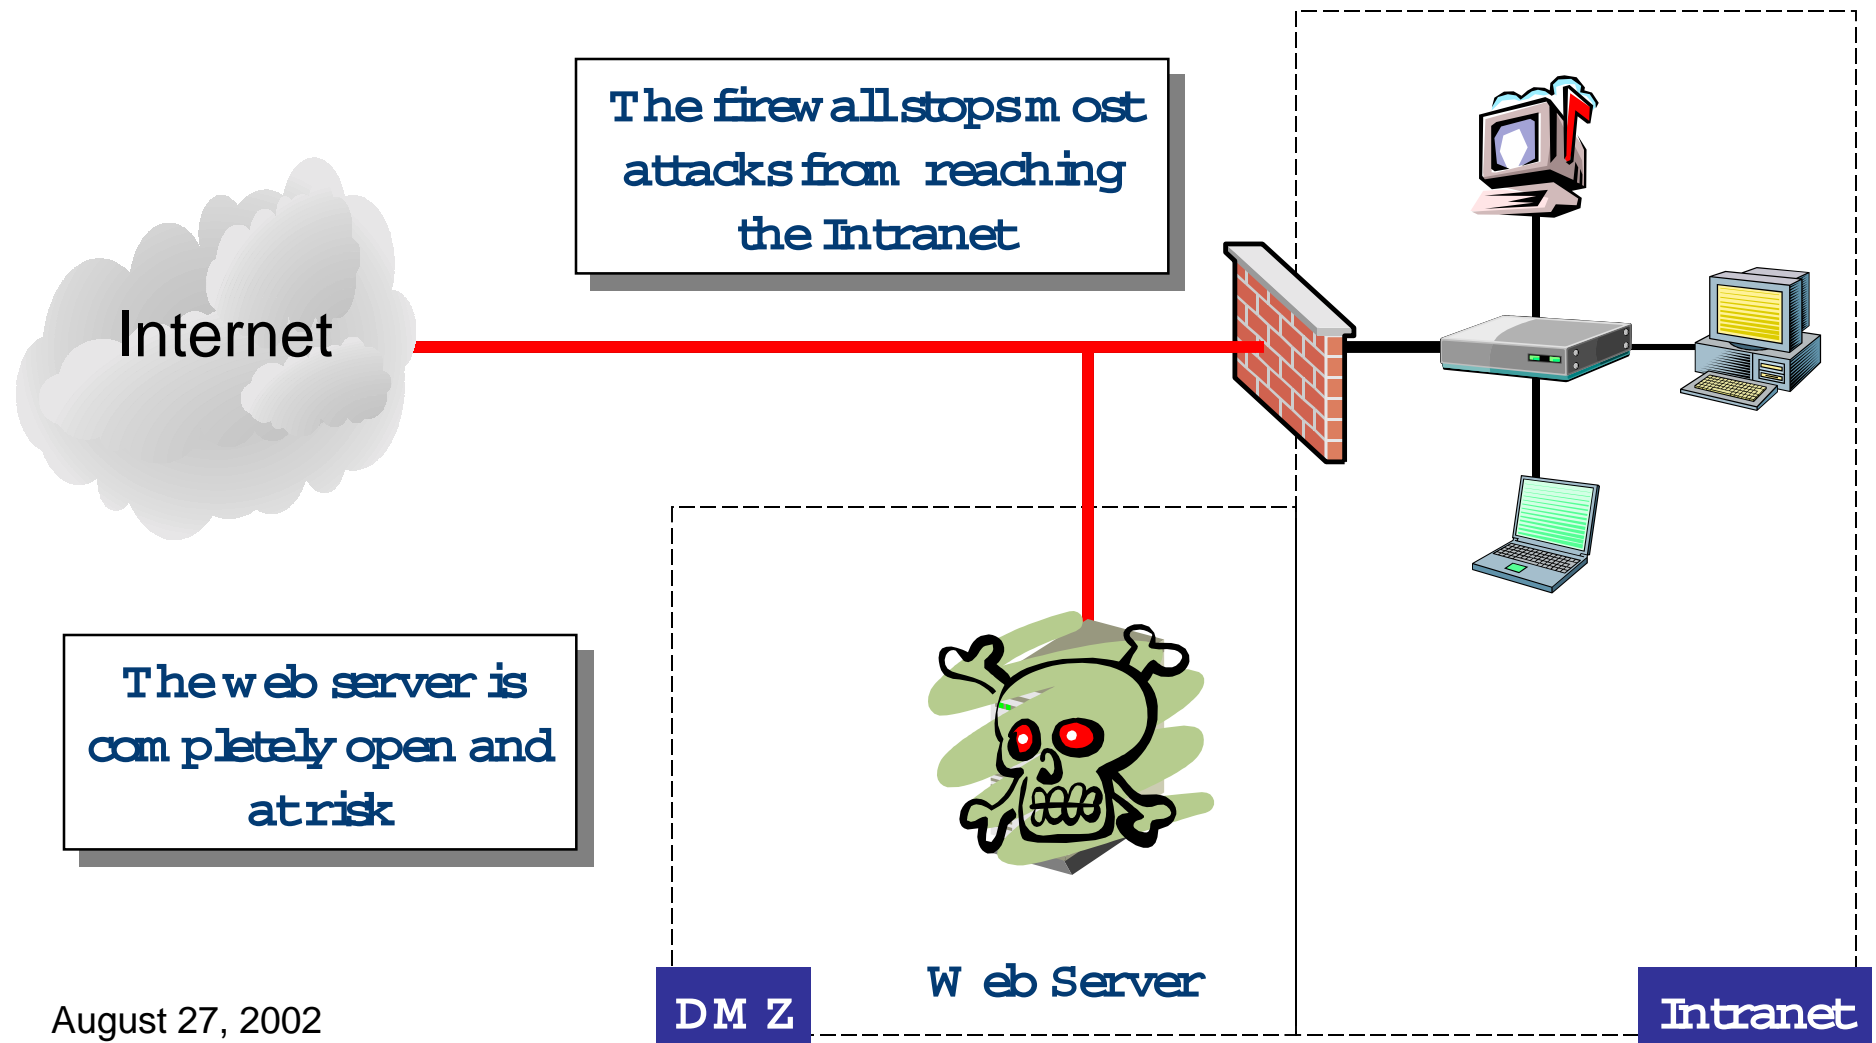 The firewall stops most
attacks from reaching
the Intranet
Internet
The web server is
completely open and
at risk
Web Server
DMZ
Intranet
August 27, 2002